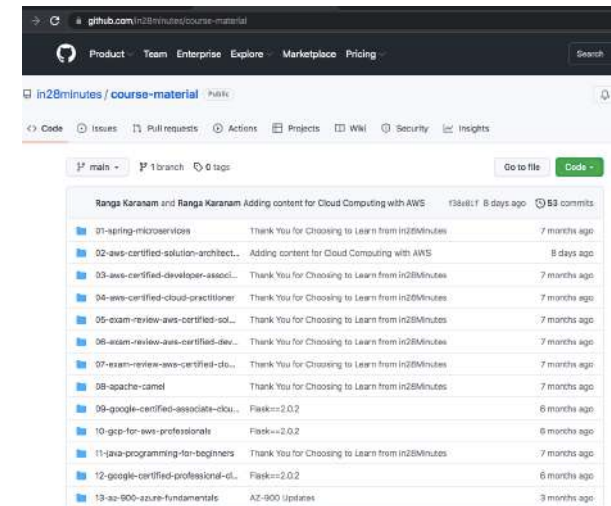 github.com/in28minutes/course-material
Product Team Enterprise Explore Marketplace Pricing Search
in28minutes / course-material Public
Code Issues Pull requests Actions Projects Wiki Security Insights
main 1 branch 0 tags Go to file Code
Ranga Karanam and Ranga Karanam Adding content for Cloud Computing with AWS 8 days ago 53 commits
01-spring-microservices Thank You for Choosing to Learn from in28Minutes 7 months ago
02-aws-certified-solution-architect... Adding content for Cloud Computing with AWS 8 days ago
03-aws-certified-developer-associ... Thank You for Choosing to Learn from in28Minutes 7 months ago
04-aws-certified-cloud-practitioner Thank You for Choosing to Learn from in28Minutes 7 months ago
05-exam-review-aws-certified-sol... Thank You for Choosing to Learn from in28Minutes 7 months ago
06-exam-review-aws-certified-dev... Thank You for Choosing to Learn from in28Minutes 7 months ago
07-exam-review-aws-certified-clo... Thank You for Choosing to Learn from in28Minutes 7 months ago
08-apache-camel Thank You for Choosing to Learn from in28Minutes 7 months ago
09-google-certified-associate-clou... Flask==2.0.2 6 months ago
10-gcp-for-aws-professionals Flask==2.0.2 6 months ago
11-java-programming-for-beginners Thank You for Choosing to Learn from in28Minutes 7 months ago
12-google-certified-professional-cl... Flask==2.0.2 6 months ago
13-az-900-azure-fundamentals AZ-900 Updates 3 months ago